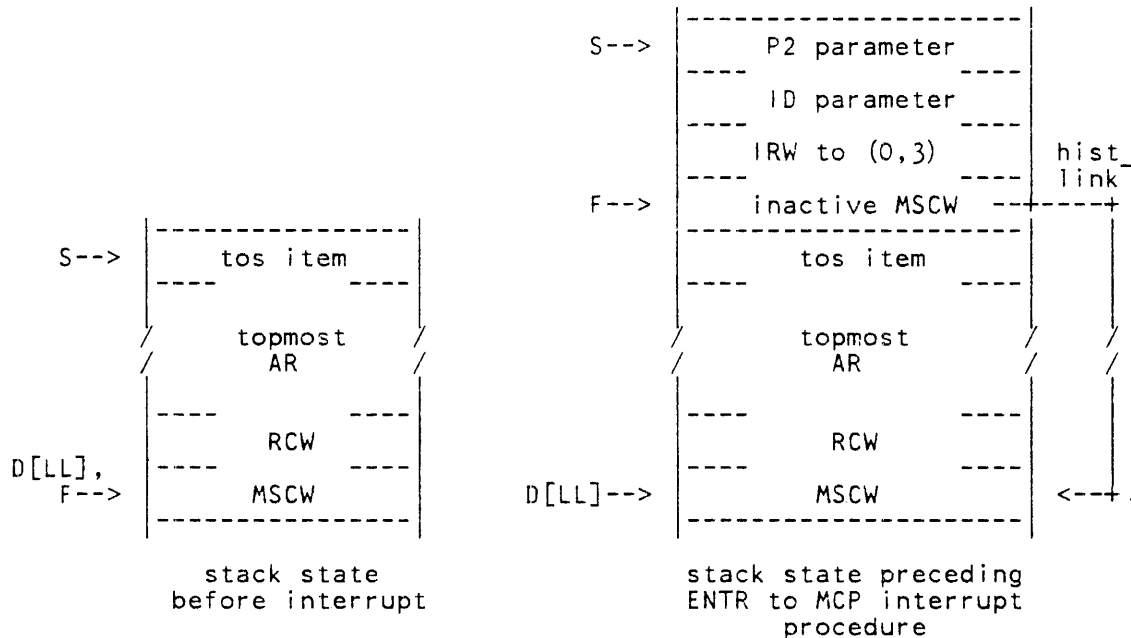 S--> P2 parameter
ID parameter
IRW to (0,3) hist_
link
F--> inactive MSCW
S--> tos item tos item
topmost topmost
AR AR
RCW RCW
D[LL],
F--> MSCW D[LL]--> MSCW
stack state stack state preceding
before interrupt ENTR to MCP interrupt
procedure